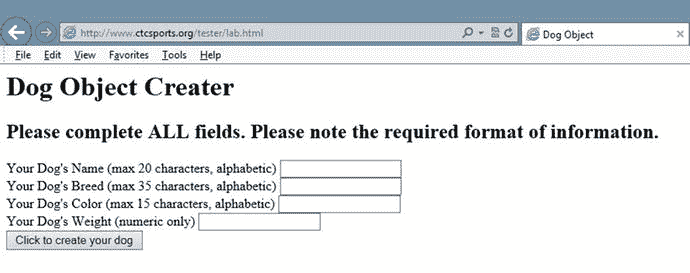 http://www.ctcsports.org/tester/lab.html
Dog Object
File Edit View Favorites Tools Help
Dog Object Creater
Please complete ALL fields. Please note the required format of information.
Your Dog's Name (max 20 characters, alphabetic)
Your Dog's Breed (max 35 characters, alphabetic)
Your Dog's Color (max 15 characters, alphabetic)
Your Dog's Weight (numeric only)
Click to create your dog